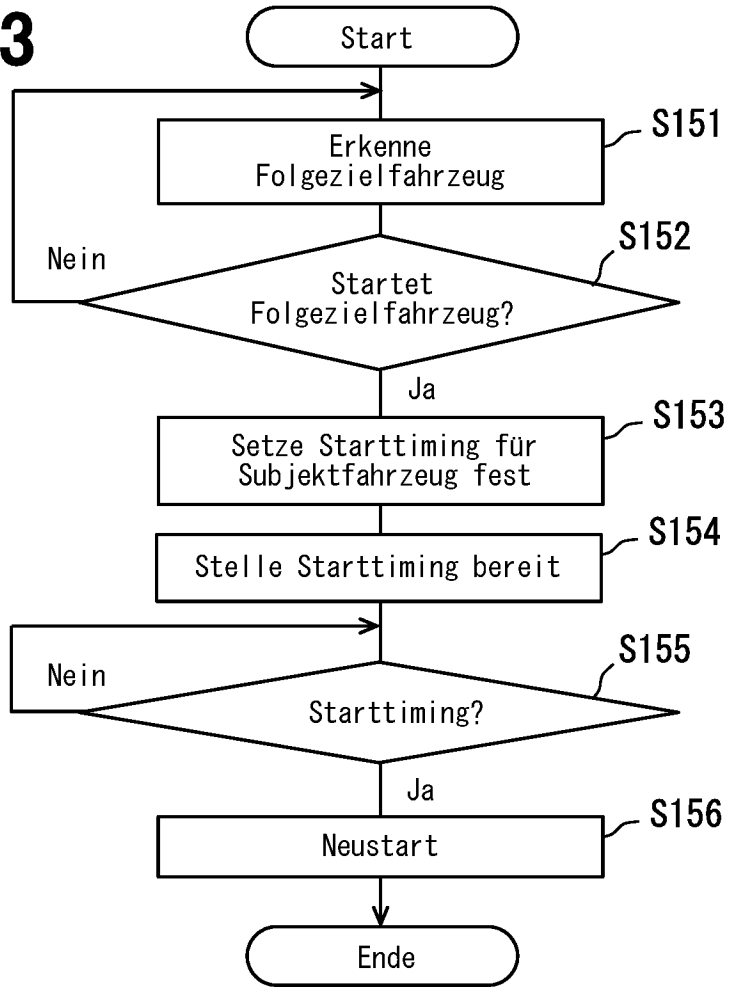 3
Start
Erkenne
Folgezielfahrzeug
S151
Nein
Startet
Folgezielfahrzeug?
S152
Ja
Setze Starttiming für
Subjektfahrzeug fest
S153
Stelle Starttiming bereit
S154
Nein
Starttiming?
S155
Ja
Neustart
S156
Ende